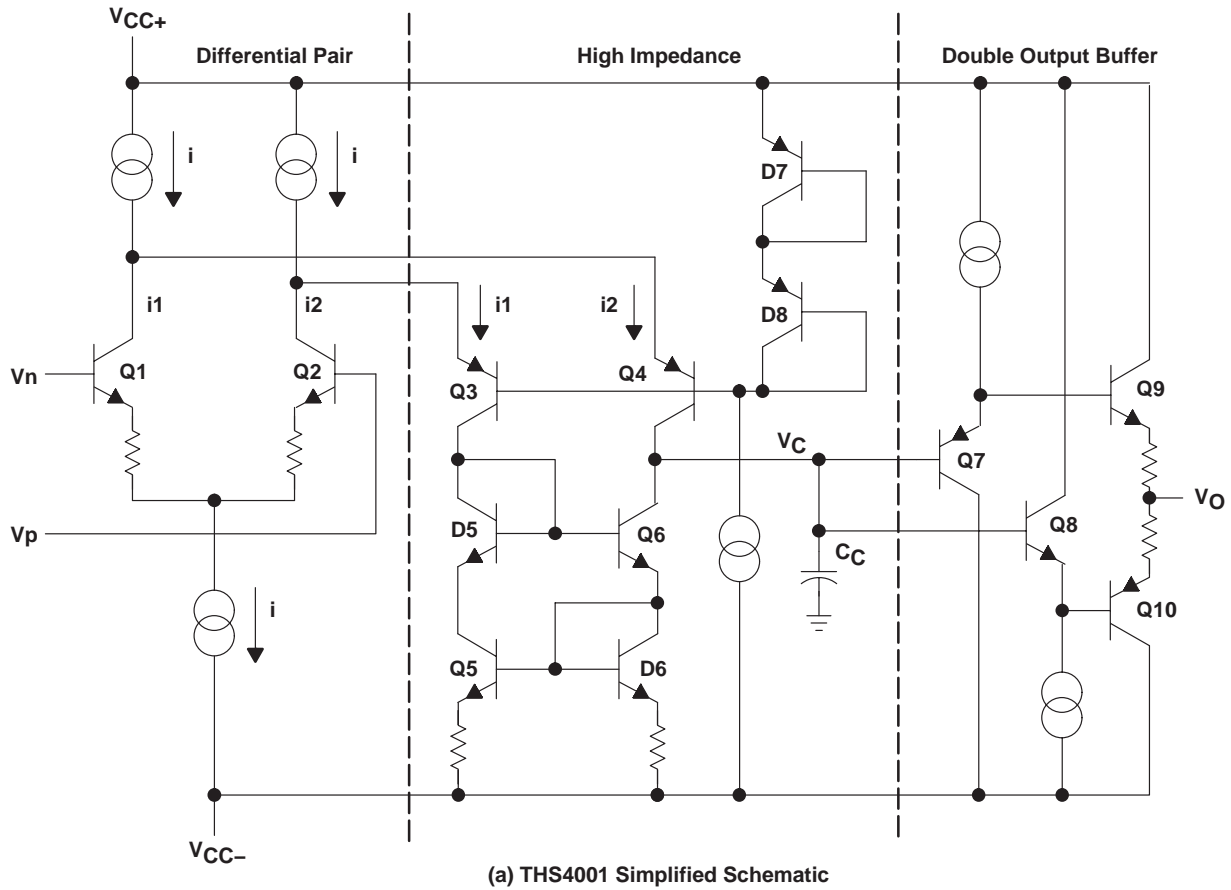 VCC+
Differential Pair
High Impedance
Double Output Buffer
i
i
D7
D8
i1
i2
i1
i2
Vn
Q1
Q2
Q3
Q4
Q9
VC
Q7
VO
Vp
D5
Q6
Q8
CC
i
Q10
Q5
D6
VCC–
(a) THS4001 Simplified Schematic